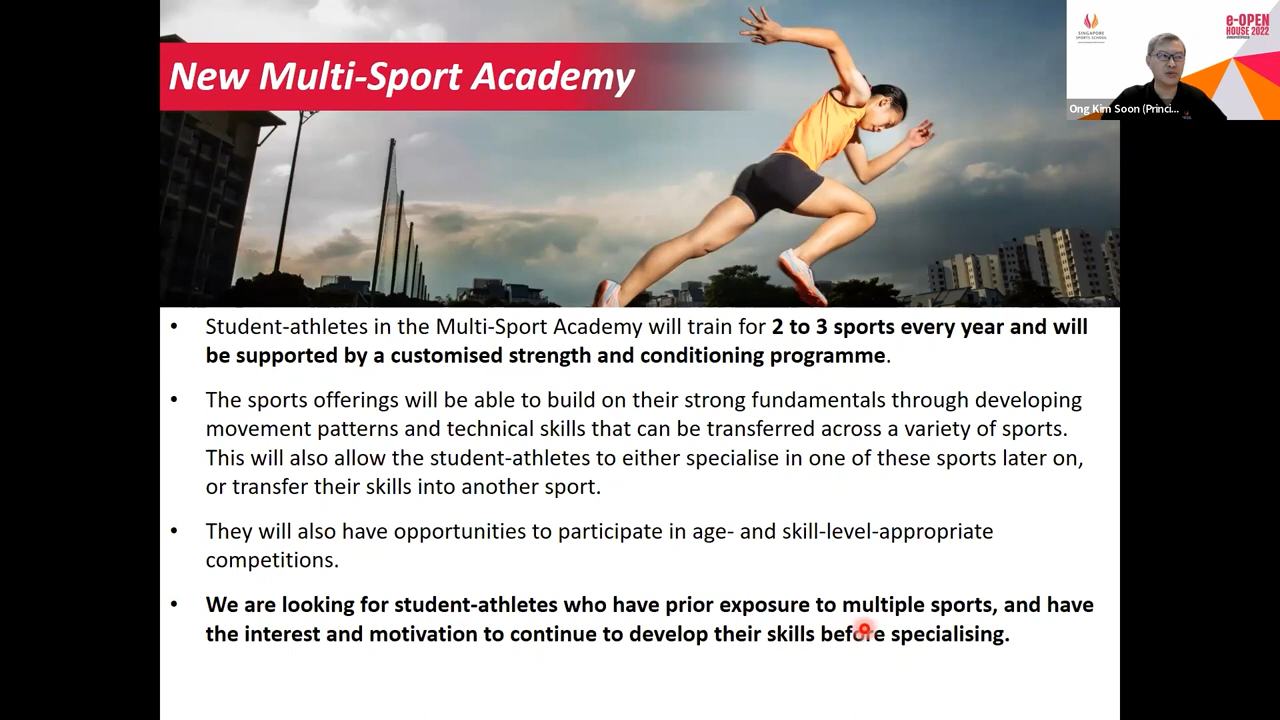 New Multi-Sport Academy
SINGAPORE
SPORTS SCHOOL
e-OPEN
HOUSE 2022
Ong Kim Soon (Princi...
• Student-athletes in the Multi-Sport Academy will train for 2 to 3 sports every year and will
be supported by a customised strength and conditioning programme.
• The sports offerings will be able to build on their strong fundamentals through developing
movement patterns and technical skills that can be transferred across a variety of sports.
This will also allow the student-athletes to either specialise in one of these sports later on,
or transfer their skills into another sport.
• They will also have opportunities to participate in age- and skill-level-appropriate
competitions.
• We are looking for student-athletes who have prior exposure to multiple sports, and have
the interest and motivation to continue to develop their skills before specialising.